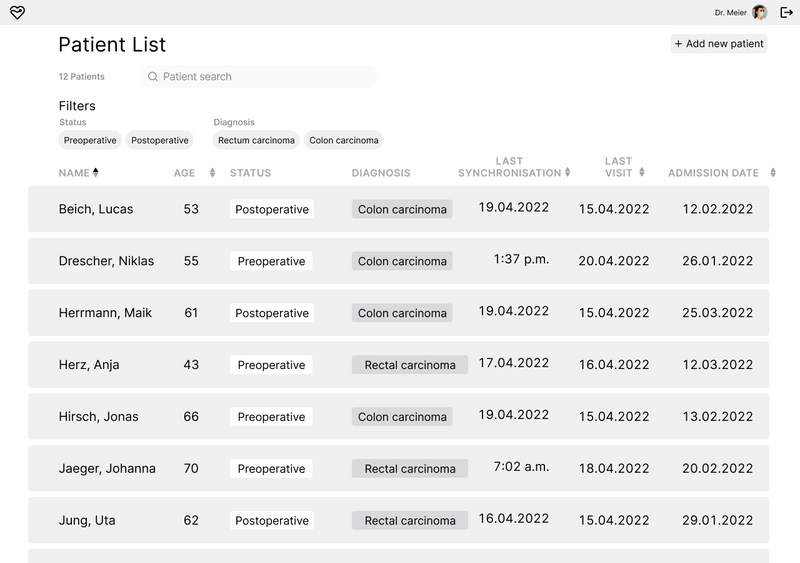 Dr. Meier
Patient List
+ Add new patient
12 Patients
Patient search
Filters
Status
Diagnosis
Preoperative Postoperative Rectum carcinoma Colon carcinoma
NAME AGE STATUS DIAGNOSIS LAST SYNCHRONISATION LAST VISIT ADMISSION DATE
Beich, Lucas 53 Postoperative Colon carcinoma 19.04.2022 15.04.2022 12.02.2022
Drescher, Niklas 55 Preoperative Colon carcinoma 1:37 p.m. 20.04.2022 26.01.2022
Herrmann, Maik 61 Postoperative Colon carcinoma 19.04.2022 15.04.2022 25.03.2022
Herz, Anja 43 Preoperative Rectal carcinoma 17.04.2022 16.04.2022 12.03.2022
Hirsch, Jonas 66 Preoperative Colon carcinoma 19.04.2022 15.04.2022 13.02.2022
Jaeger, Johanna 70 Preoperative Rectal carcinoma 7:02 a.m. 18.04.2022 20.02.2022
Jung, Uta 62 Postoperative Rectal carcinoma 16.04.2022 15.04.2022 29.01.2022